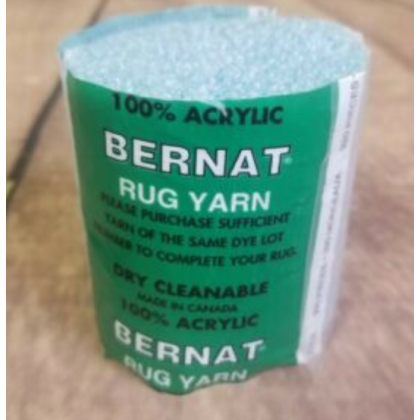 100% ACRYLIC
BERNAT®
RUG YARN
PLEASE PURCHASE SUFFICIENT
YARN OF THE SAME DYE LOT
NUMBER TO COMPLETE YOUR RUG.
DRY CLEANABLE
MADE IN CANADA
100% ACRYLIC
BERNAT®
RUG YARN